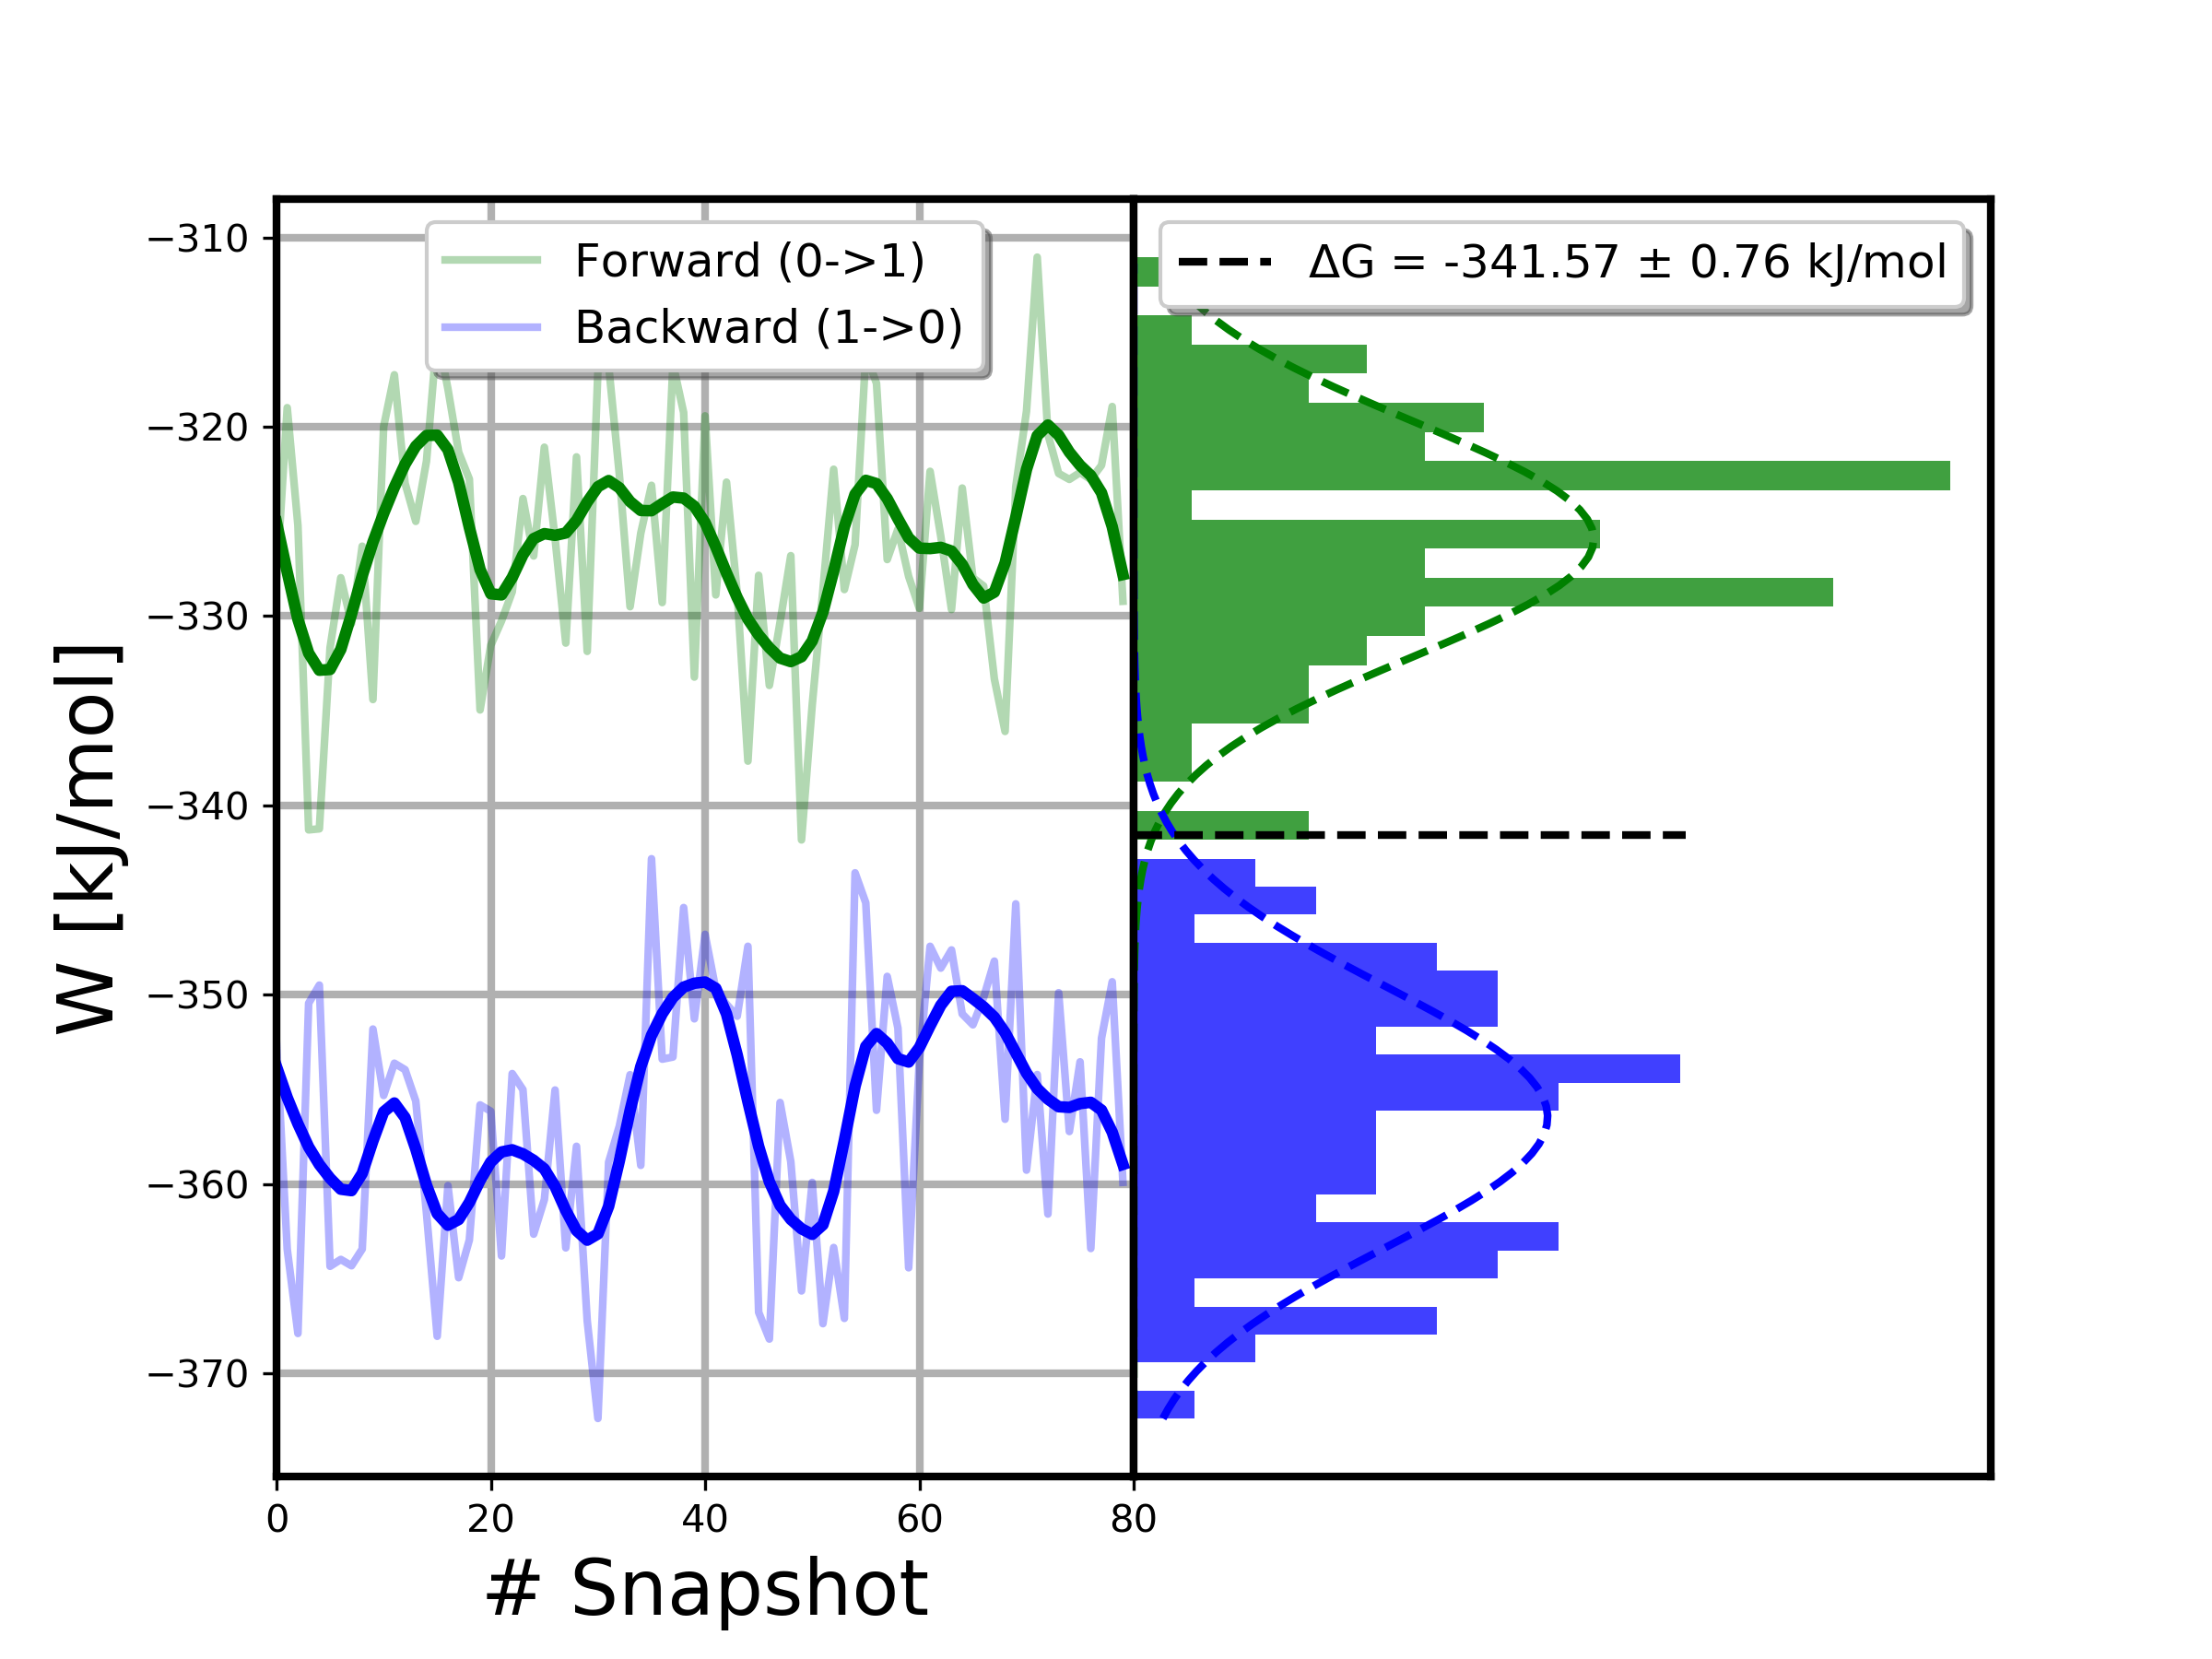 Forward (0->1)
Backward (1->0)
ΔG = -341.57 ± 0.76 kJ/mol
W [kJ/mol]
−310
−320
−330
−340
−350
−360
−370
0 20 40 60 80
# Snapshot